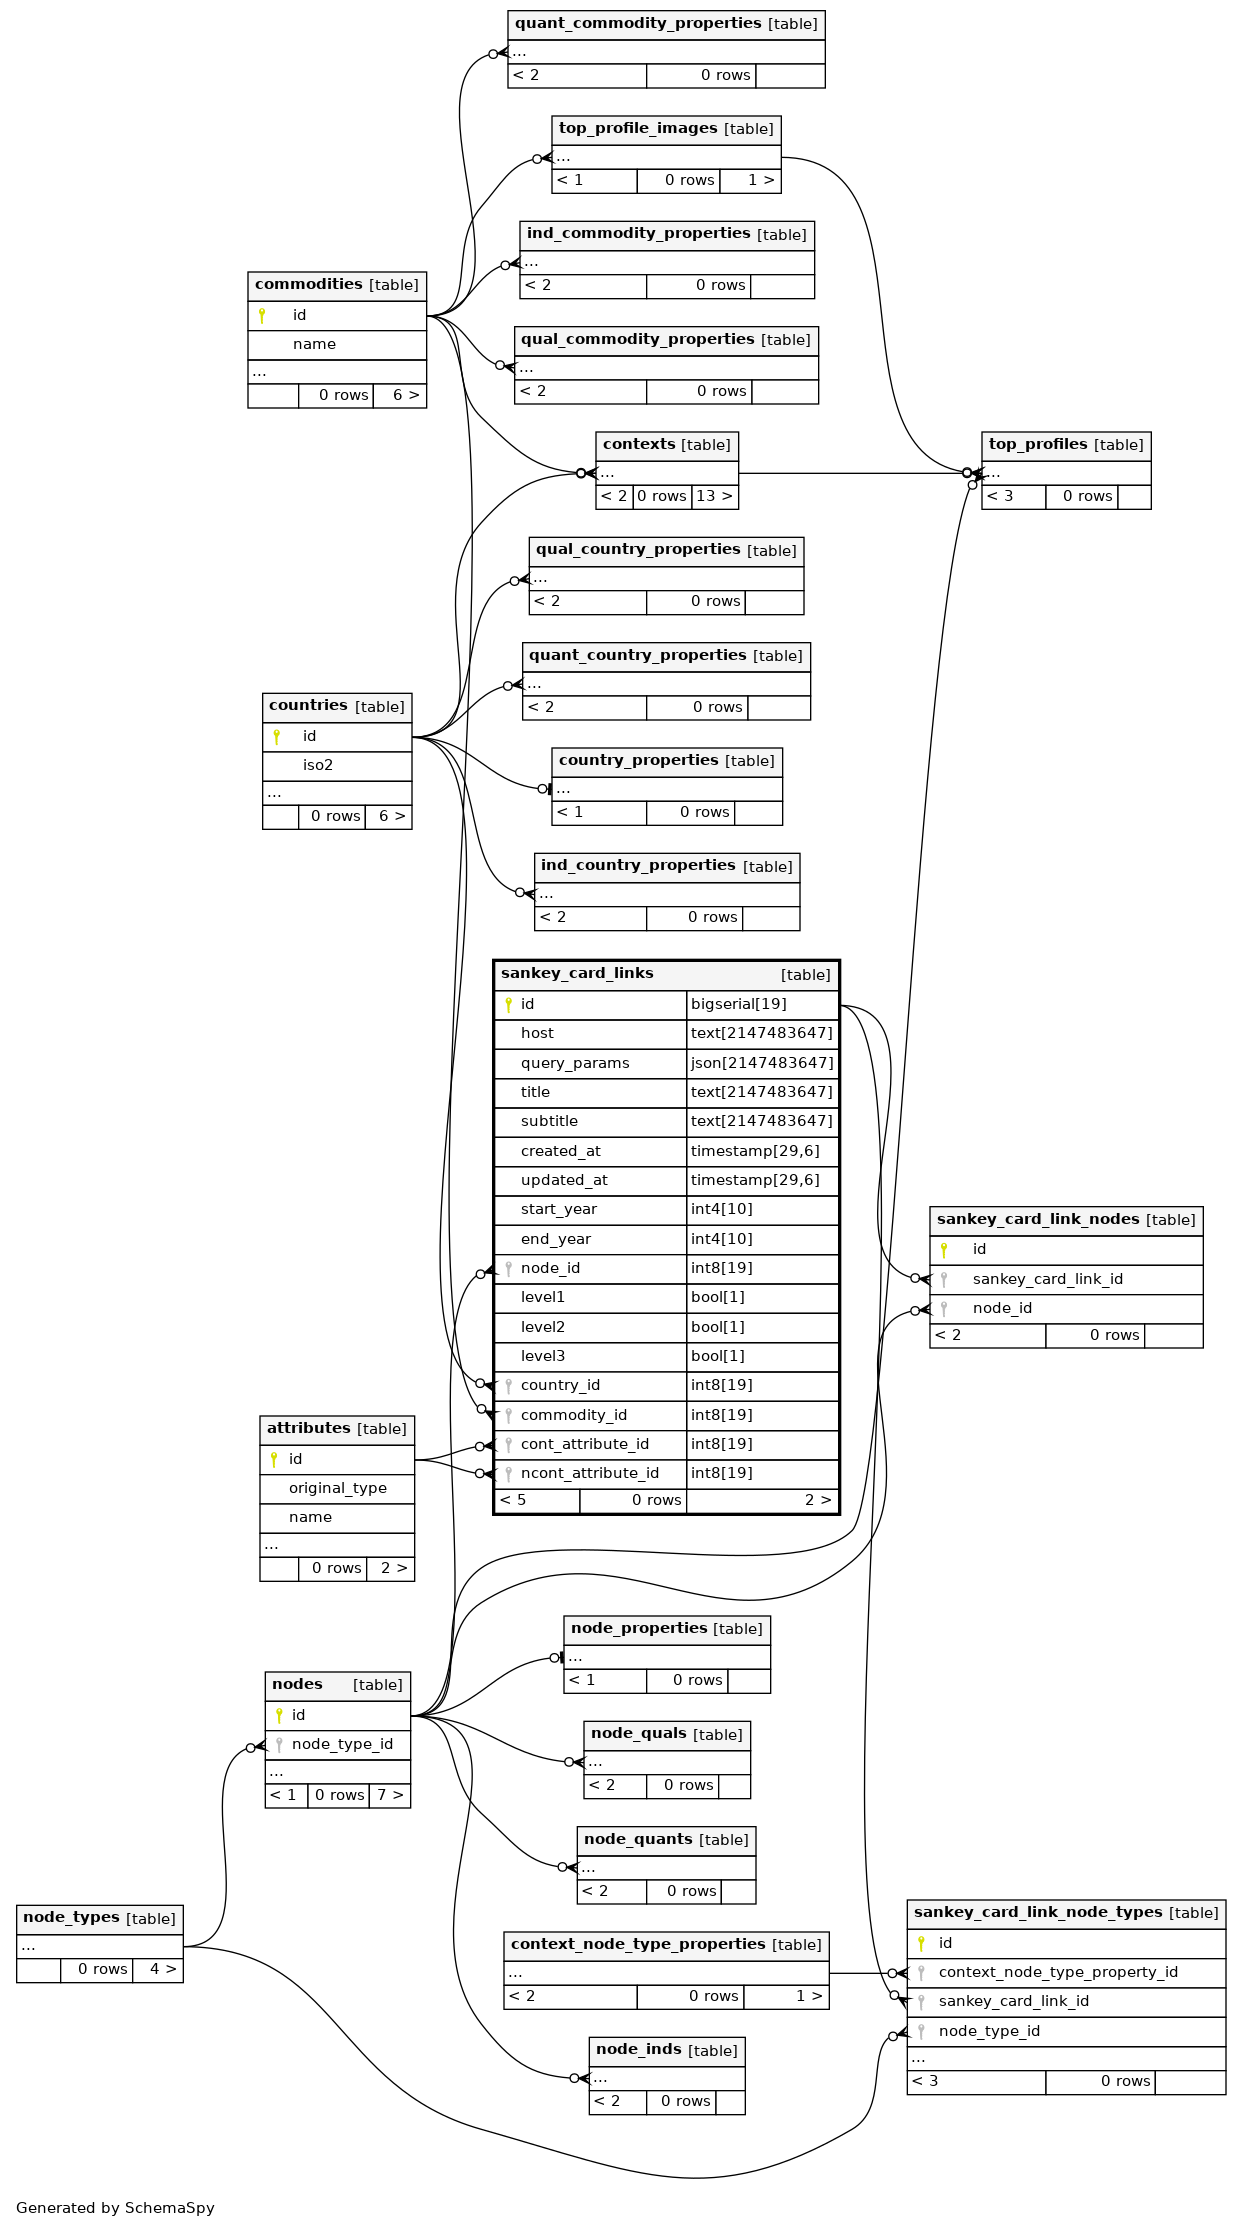 quant_commodity_properties [table]
...
< 2 0 rows
top_profile_images [table]
...
< 1 0 rows 1 >
ind_commodity_properties [table]
...
< 2 0 rows
commodities [table]
id
name
...
0 rows 6 >
qual_commodity_properties [table]
...
< 2 0 rows
contexts [table]
...
< 2 0 rows 13 >
top_profiles [table]
...
< 3 0 rows
qual_country_properties [table]
...
< 2 0 rows
quant_country_properties [table]
...
< 2 0 rows
countries [table]
id
iso2
...
0 rows 6 >
country_properties [table]
...
< 1 0 rows
ind_country_properties [table]
...
< 2 0 rows
sankey_card_links [table]
id bigserial[19]
host text[2147483647]
query_params json[2147483647]
title text[2147483647]
subtitle text[2147483647]
created_at timestamp[29,6]
updated_at timestamp[29,6]
start_year int4[10]
end_year int4[10]
node_id int8[19]
level1 bool[1]
level2 bool[1]
level3 bool[1]
country_id int8[19]
commodity_id int8[19]
cont_attribute_id int8[19]
ncont_attribute_id int8[19]
< 5 0 rows 2 >
sankey_card_link_nodes [table]
id
sankey_card_link_id
node_id
< 2 0 rows
attributes [table]
id
original_type
name
...
0 rows 2 >
node_properties [table]
...
< 1 0 rows
nodes [table]
id
node_type_id
...
< 1 0 rows 7 >
node_quals [table]
...
< 2 0 rows
node_quants [table]
...
< 2 0 rows
node_types [table]
...
0 rows 4 >
context_node_type_properties [table]
...
< 2 0 rows 1 >
sankey_card_link_node_types [table]
id
context_node_type_property_id
sankey_card_link_id
node_type_id
...
< 3 0 rows
node_inds [table]
...
< 2 0 rows
Generated by SchemaSpy